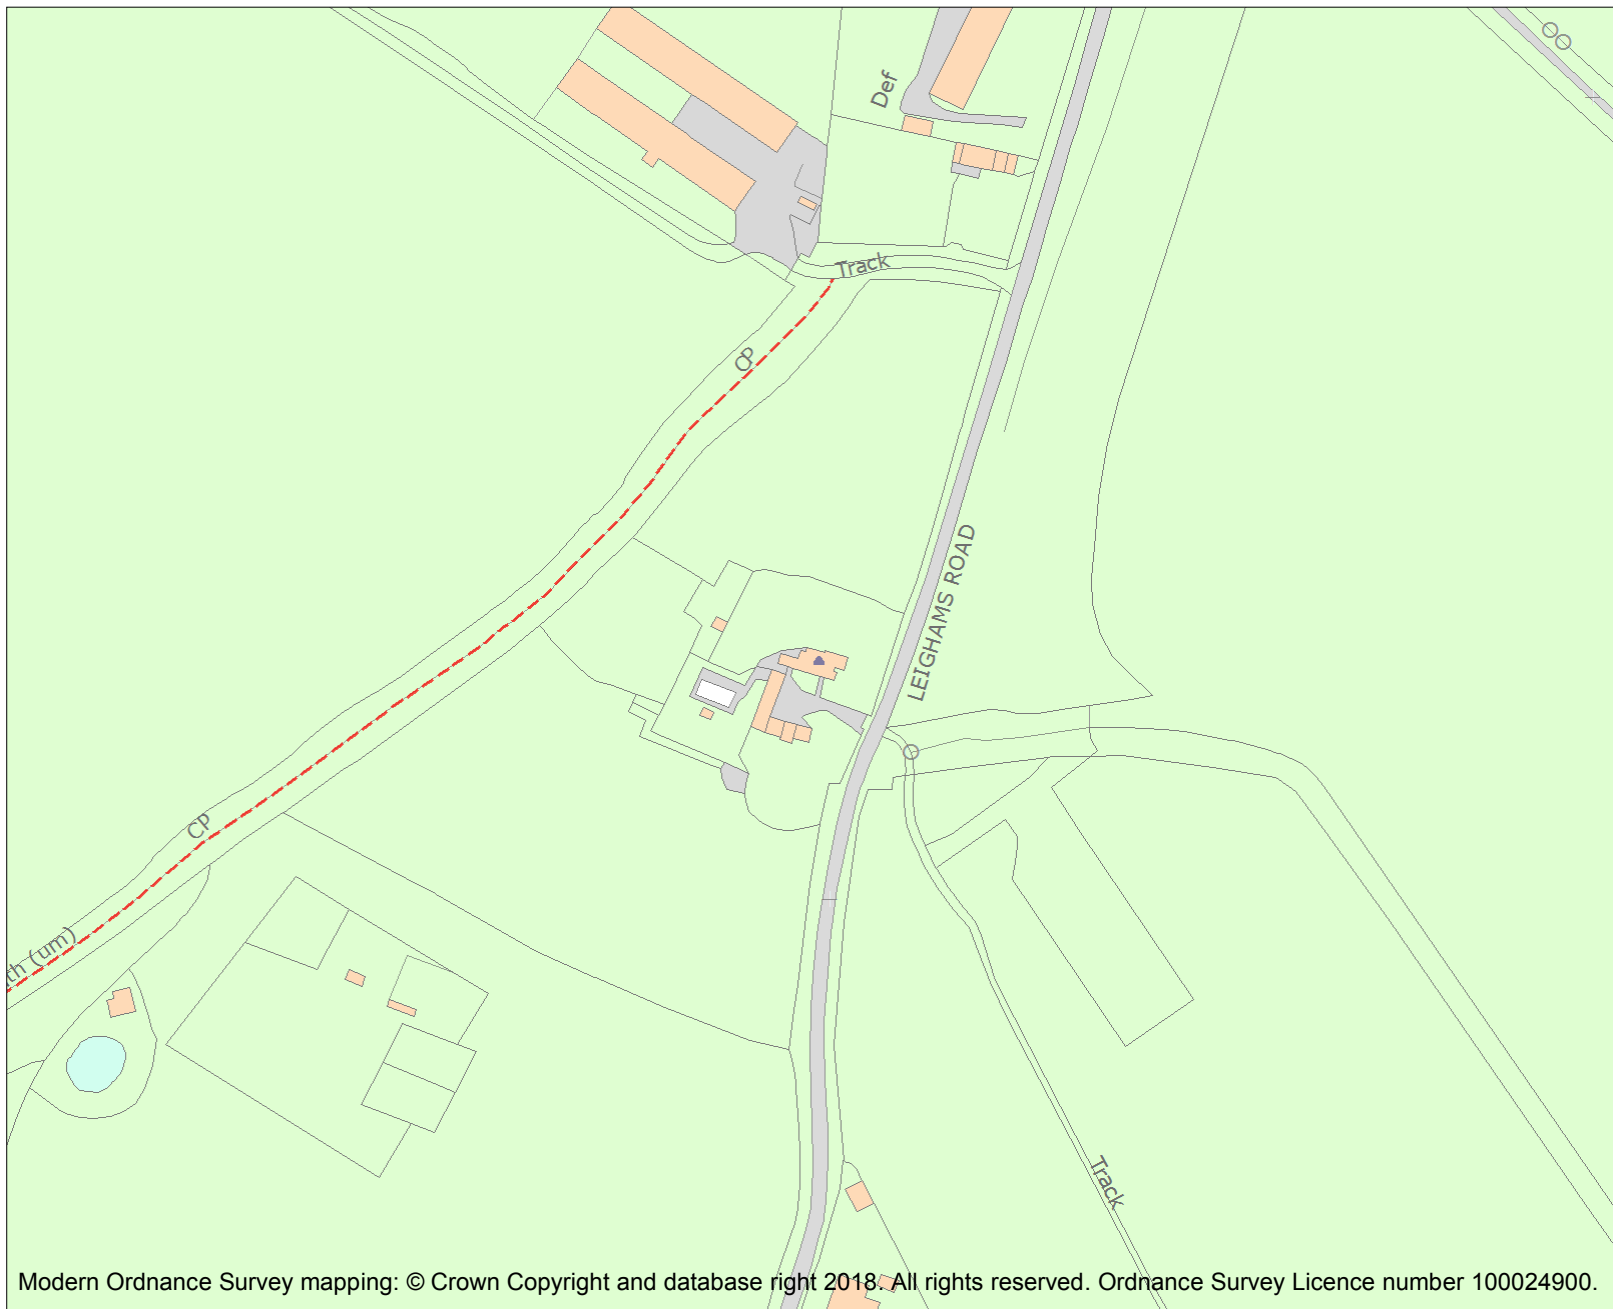 Def
Track
CP
LEIGHAMS ROAD
CP
th (um)
Track
Modern Ordnance Survey mapping: © Crown Copyright and database right 2018. All rights reserved. Ordnance Survey Licence number 100024900.